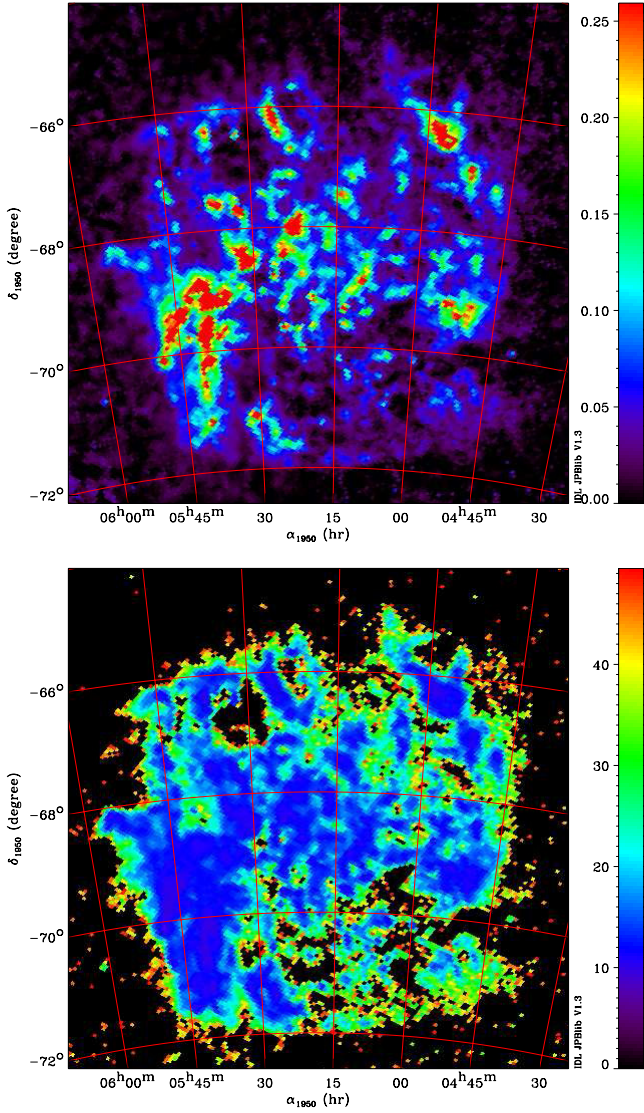 0.25
0.20
0.15
0.10
0.05
0.00
−66°
−68°
−70°
−72°
δ1950 (degree)
06h00m 05h45m 30 15 00 04h45m 30
α1950 (hr)
IDL JPBlib V1.3
40
30
20
10
0
−66°
−68°
−70°
−72°
δ1950 (degree)
06h00m 05h45m 30 15 00 04h45m 30
α1950 (hr)
IDL JPBlib V1.3